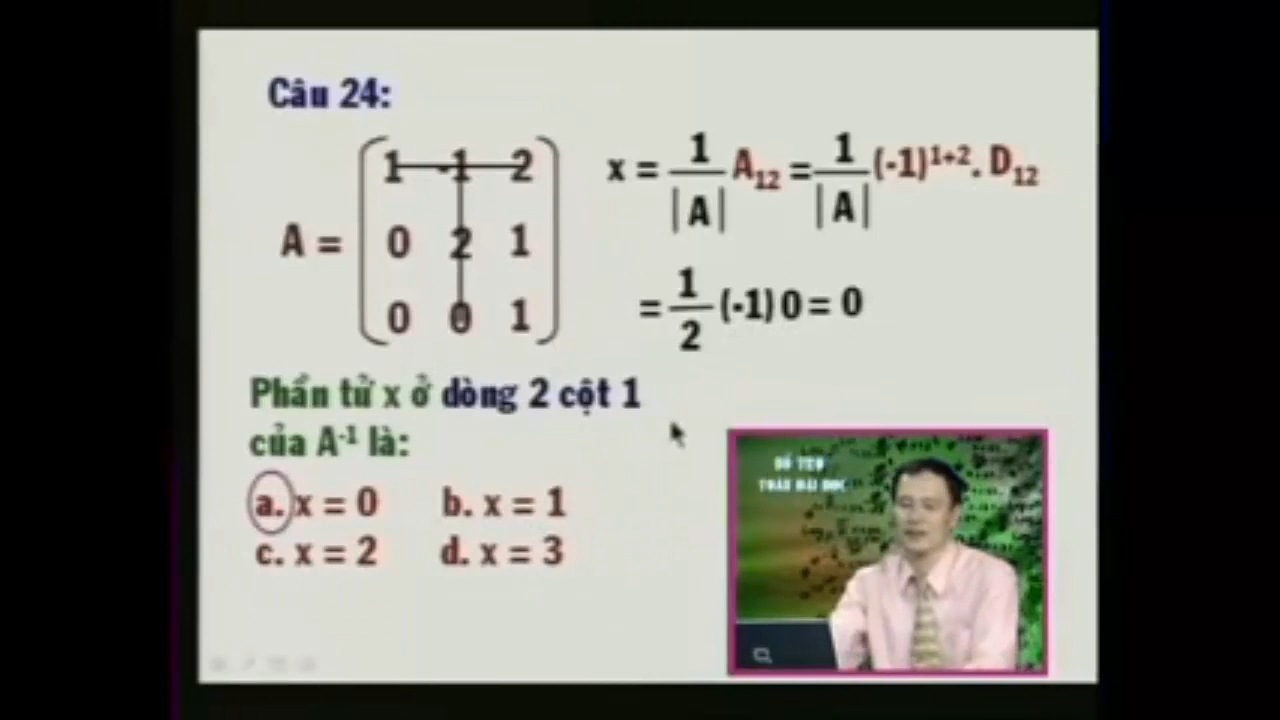 Câu 24:
A = ( 1 -1 2
0 2 1
0 0 1 )
x = 1/|A| A₁₂ = 1/|A| (-1)¹⁺². D₁₂
= 1/2 (-1) 0 = 0
Phần tử x ở dòng 2 cột 1
của A⁻¹ là:
a. x = 0 b. x = 1
c. x = 2 d. x = 3